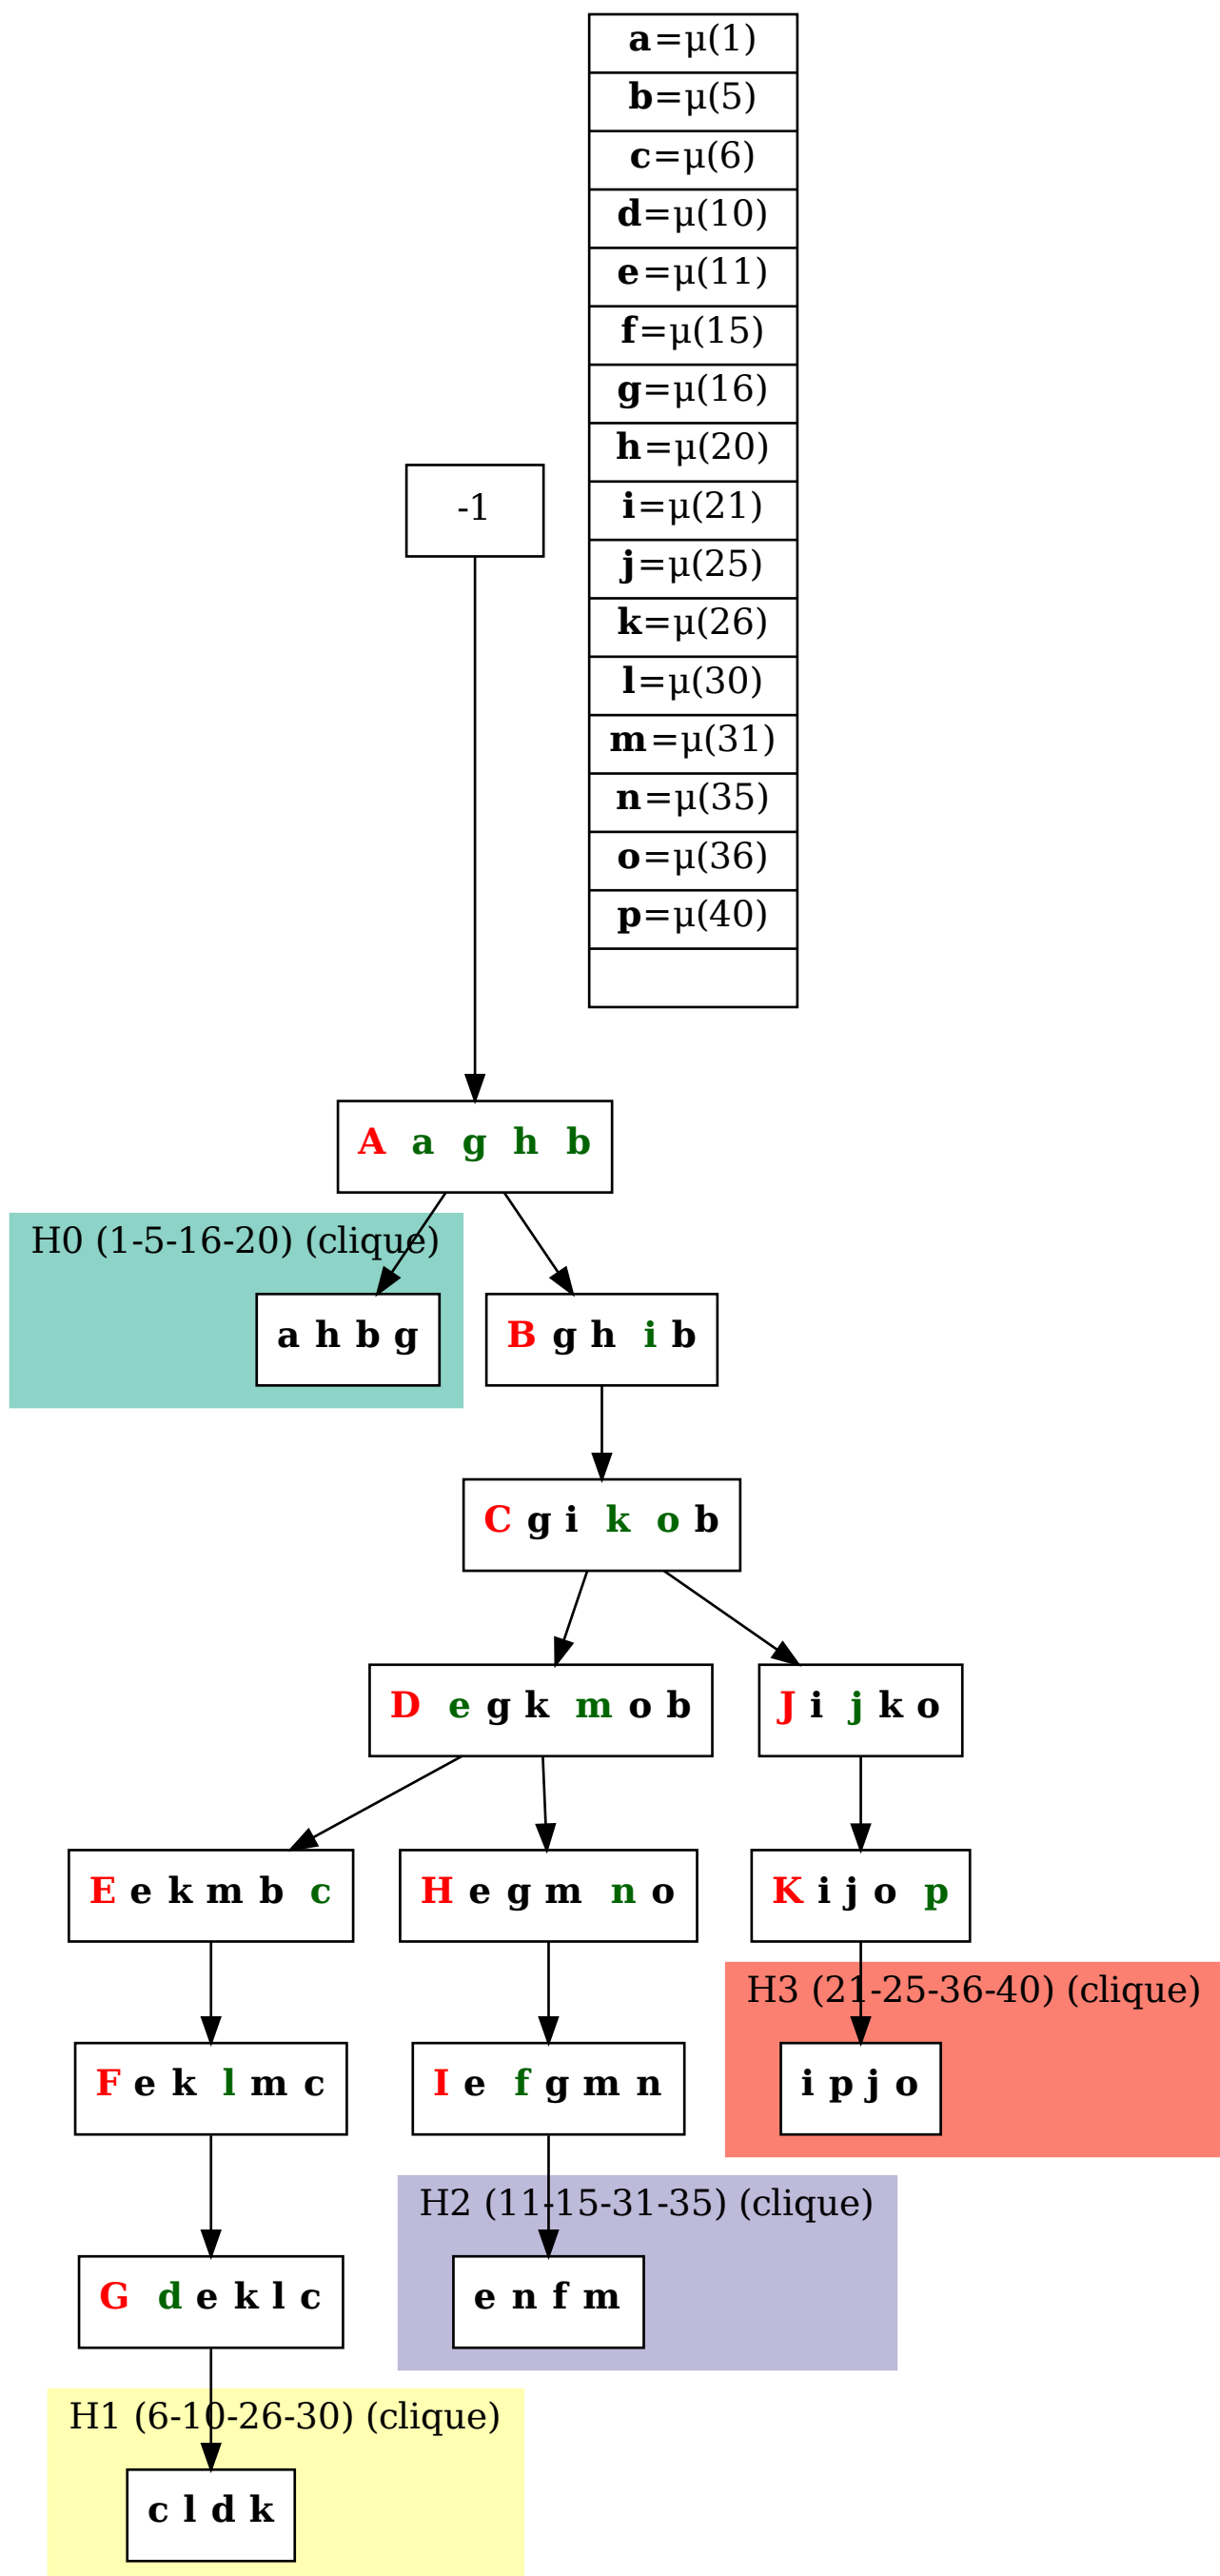 a=μ(1)
b=μ(5)
c=μ(6)
d=μ(10)
e=μ(11)
f=μ(15)
g=μ(16)
h=μ(20)
i=μ(21)
j=μ(25)
k=μ(26)
l=μ(30)
m=μ(31)
n=μ(35)
o=μ(36)
p=μ(40)
-1
A a g h b
H0 (1-5-16-20) (clique)
a h b g
B g h i b
C g i k o b
D e g k m o b
J i j k o
E e k m b c
H e g m n o
K i j o p
H3 (21-25-36-40) (clique)
F e k l m c
I e f g m n
i p j o
H2 (11-15-31-35) (clique)
G d e k l c
e n f m
H1 (6-10-26-30) (clique)
c l d k